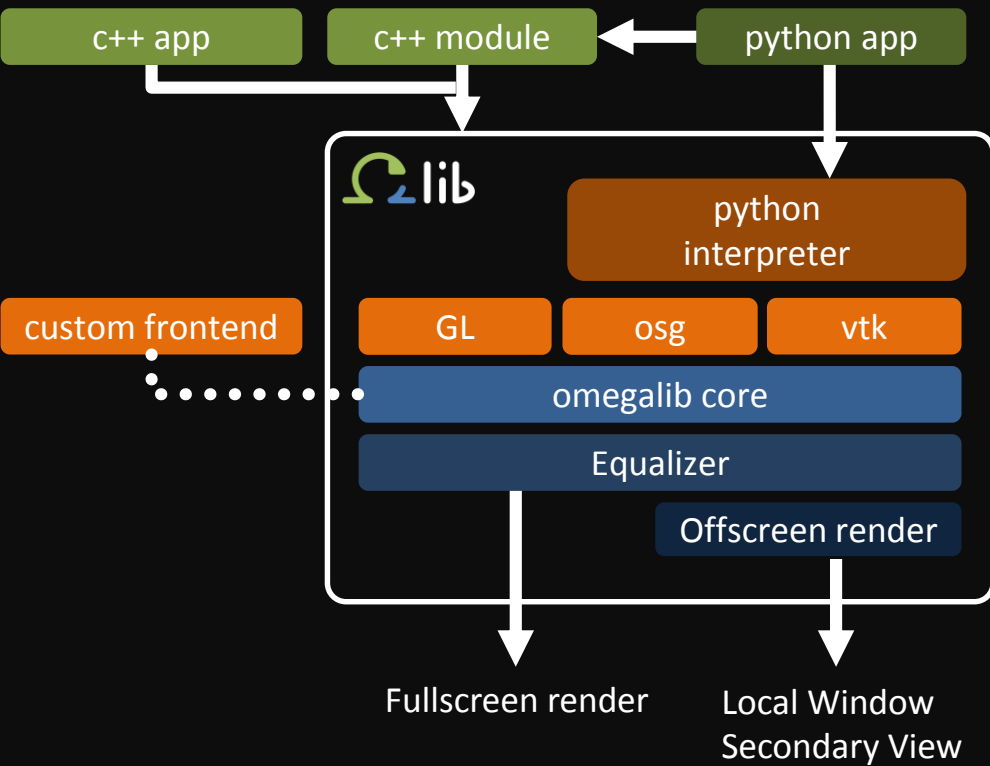 c++ app
c++ module
python app
Ωlib
python
interpreter
custom frontend
GL
osg
vtk
omegalib core
Equalizer
Offscreen render
Fullscreen render
Local Window
Secondary View